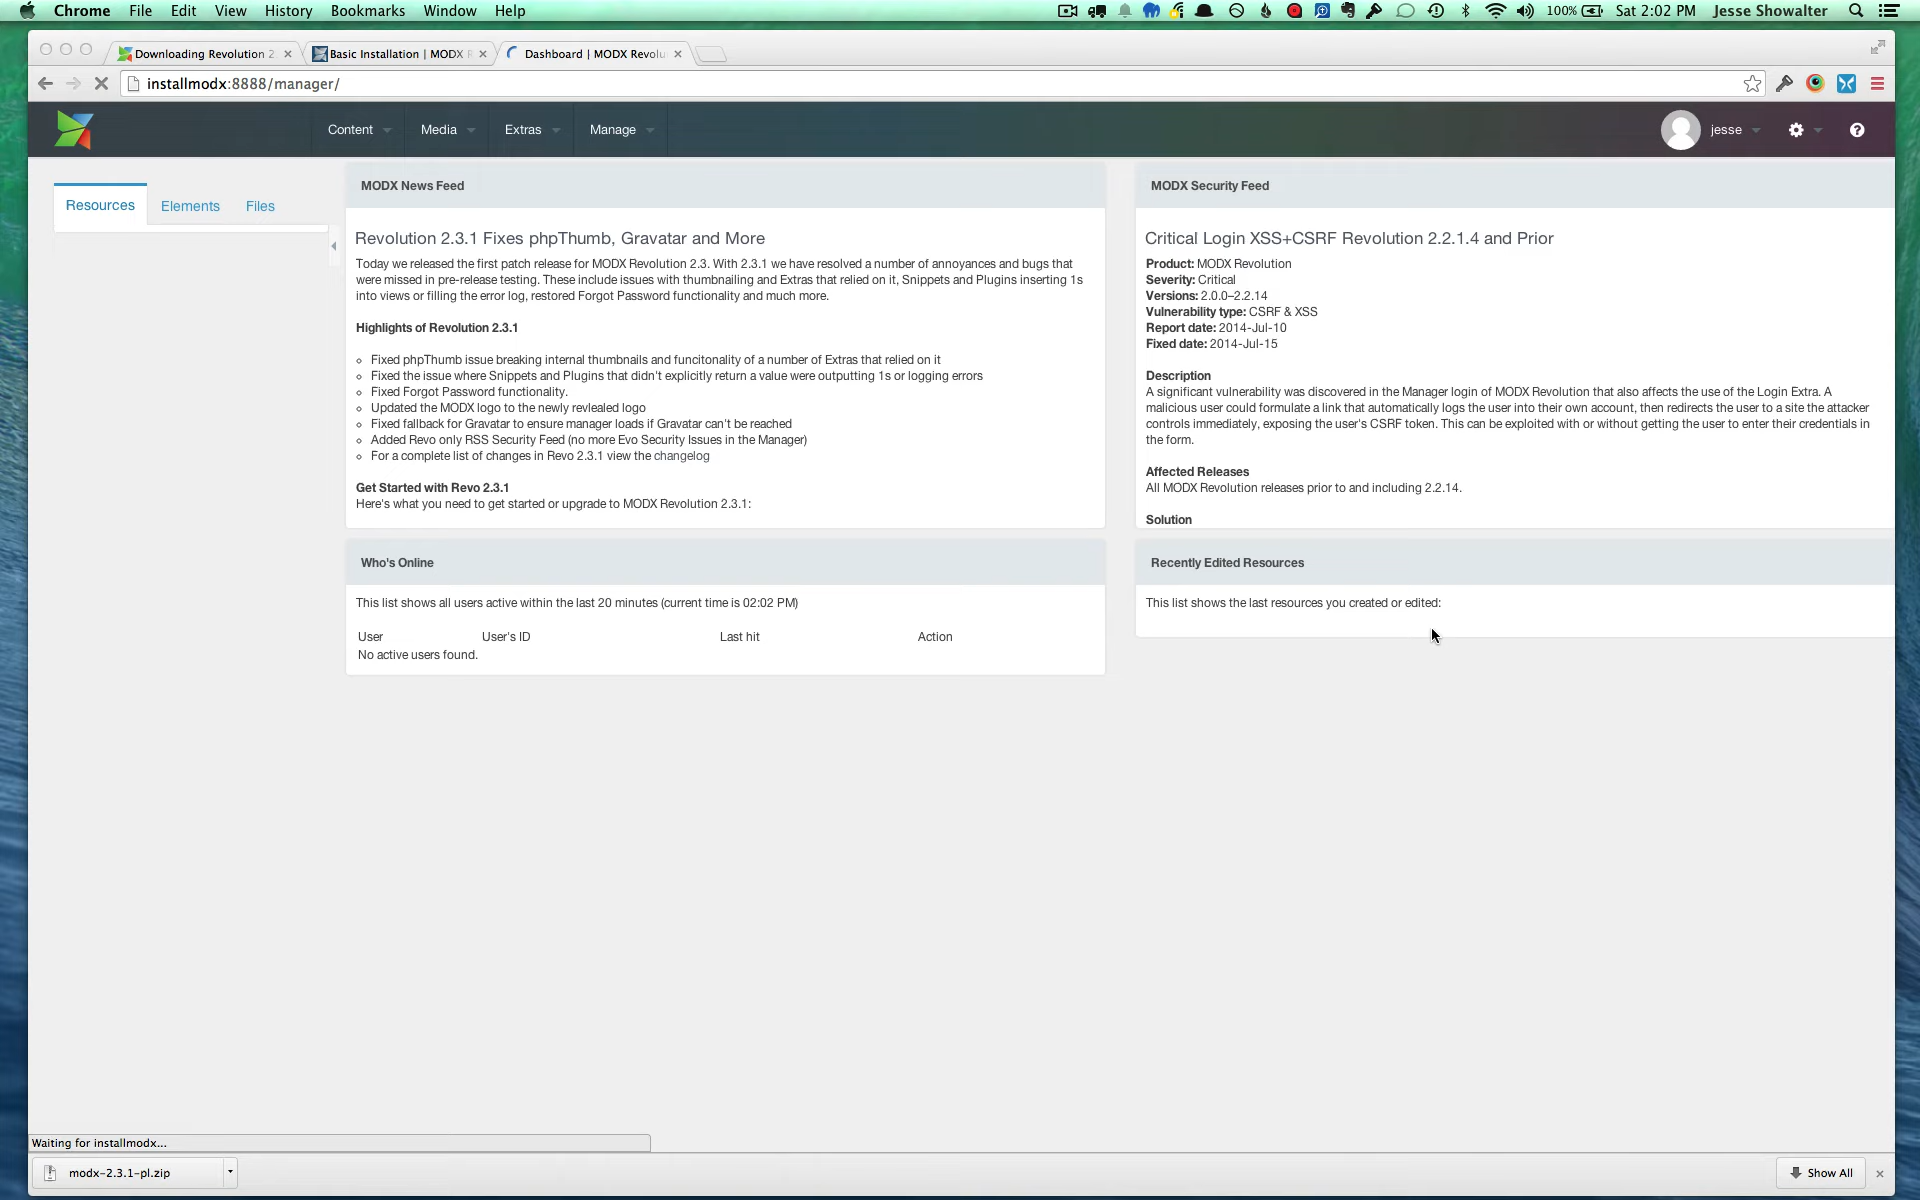 Chrome File Edit View History Bookmarks Window Help 100% Sat 2:02 PM Jesse Showalter
Downloading Revolution 2 Basic Installation | MODX R Dashboard | MODX Revolu
installmodx:8888/manager/
Content Media Extras Manage jesse
Resources Elements Files
MODX News Feed
Revolution 2.3.1 Fixes phpThumb, Gravatar and More
Today we released the first patch release for MODX Revolution 2.3. With 2.3.1 we have resolved a number of annoyances and bugs that
were missed in pre-release testing. These include issues with thumbnailing and Extras that relied on it, Snippets and Plugins inserting 1s
into views or filling the error log, restored Forgot Password functionality and much more.
Highlights of Revolution 2.3.1
Fixed phpThumb issue breaking internal thumbnails and funcitonality of a number of Extras that relied on it
Fixed the issue where Snippets and Plugins that didn't explicitly return a value were outputting 1s or logging errors
Fixed Forgot Password functionality.
Updated the MODX logo to the newly revlealed logo
Fixed fallback for Gravatar to ensure manager loads if Gravatar can't be reached
Added Revo only RSS Security Feed (no more Evo Security Issues in the Manager)
For a complete list of changes in Revo 2.3.1 view the changelog
Get Started with Revo 2.3.1
Here's what you need to get started or upgrade to MODX Revolution 2.3.1:
MODX Security Feed
Critical Login XSS+CSRF Revolution 2.2.1.4 and Prior
Product: MODX Revolution
Severity: Critical
Versions: 2.0.0–2.2.14
Vulnerability type: CSRF & XSS
Report date: 2014-Jul-10
Fixed date: 2014-Jul-15
Description
A significant vulnerability was discovered in the Manager login of MODX Revolution that also affects the use of the Login Extra. A
malicious user could formulate a link that automatically logs the user into their own account, then redirects the user to a site the attacker
controls immediately, exposing the user's CSRF token. This can be exploited with or without getting the user to enter their credentials in
the form.
Affected Releases
All MODX Revolution releases prior to and including 2.2.14.
Solution
Who's Online
This list shows all users active within the last 20 minutes (current time is 02:02 PM)
User User's ID Last hit Action
No active users found.
Recently Edited Resources
This list shows the last resources you created or edited:
Waiting for installmodx...
modx-2.3.1-pl.zip Show All